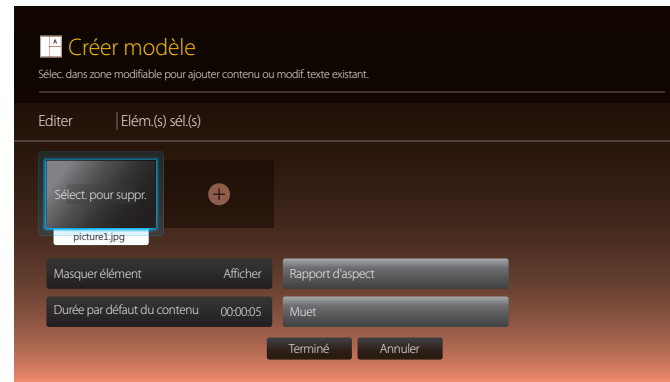 A
Créer modèle
Sélec. dans zone modifiable pour ajouter contenu ou modif. texte existant.
Editer Elém.(s) sél.(s)
Sélect. pour suppr.
picture1.jpg
Masquer élément Afficher Rapport d'aspect
Durée par défaut du contenu 00:00:05 Muet
Terminé Annuler